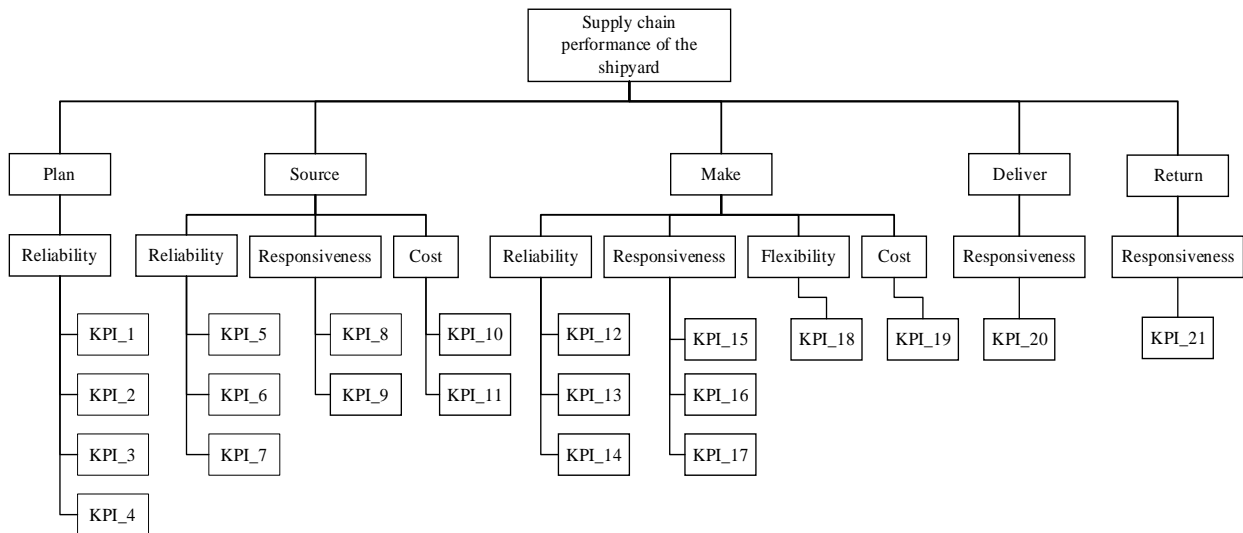 Supply chain
performance of the
shipyard
Plan
Source
Make
Deliver
Return
Reliability
Reliability
Responsiveness
Cost
Reliability
Responsiveness
Flexibility
Cost
Responsiveness
Responsiveness
KPI_1
KPI_5
KPI_8
KPI_10
KPI_12
KPI_15
KPI_18
KPI_19
KPI_20
KPI_21
KPI_2
KPI_6
KPI_9
KPI_11
KPI_13
KPI_16
KPI_3
KPI_7
KPI_14
KPI_17
KPI_4